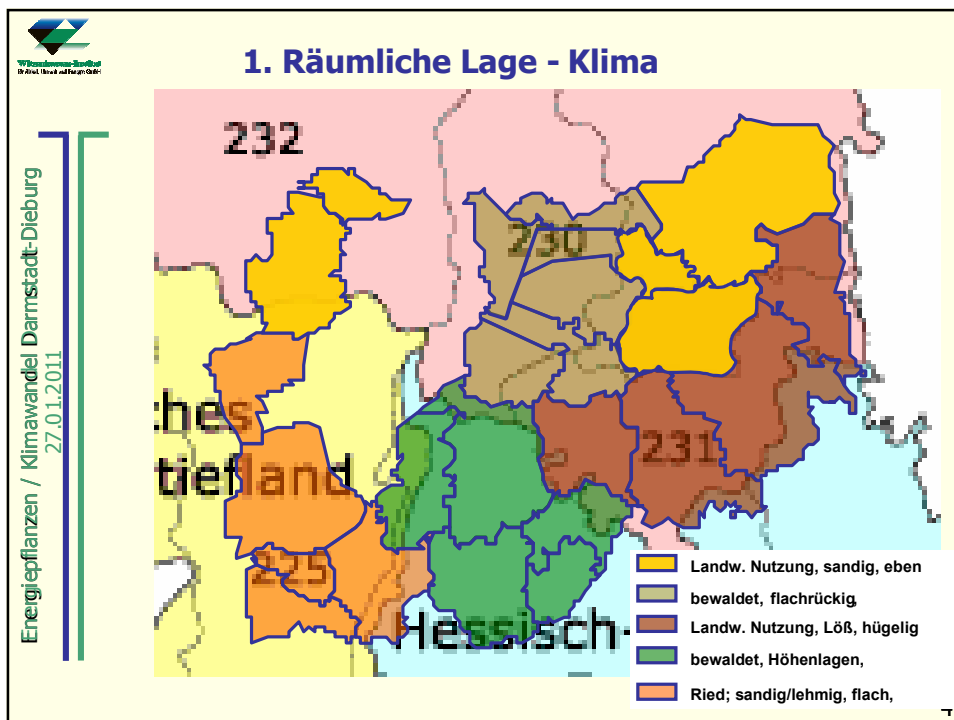 1. Räumliche Lage - Klima
Energiepflanzen / Klimawandel Darmstadt-Dieburg
27.01.2011
232
230
ches
tiefland
231
225
Hessisch-
Landw. Nutzung, sandig, eben
bewaldet, flachrückig,
Landw. Nutzung, Löß, hügelig
bewaldet, Höhenlagen,
Ried; sandig/lehmig, flach,
4